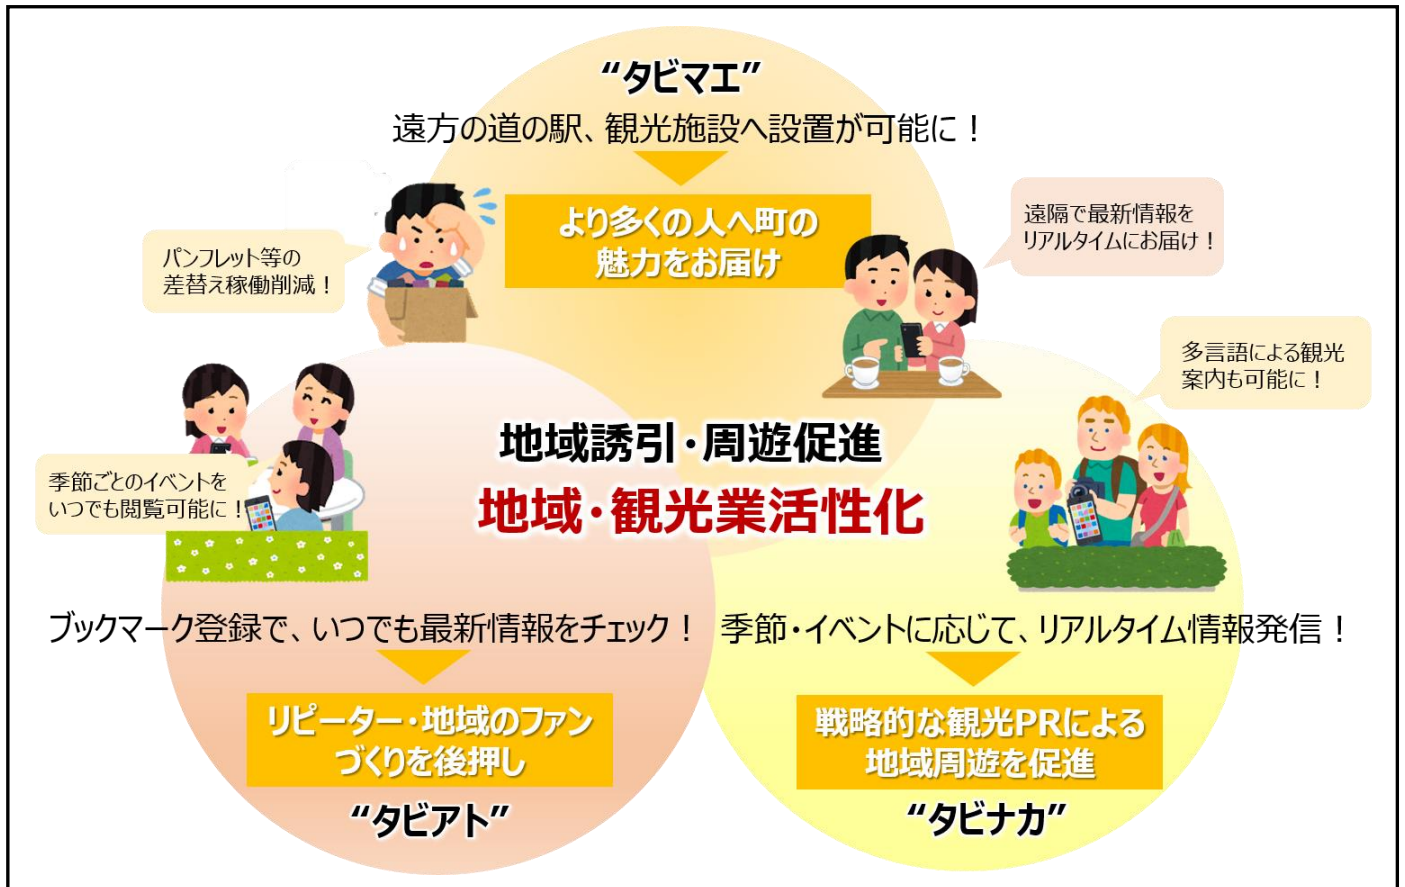 “タビマエ”
遠方の道の駅、観光施設へ設置が可能に！
より多くの人へ町の
魅力をお届け
遠隔で最新情報を
リアルタイムにお届け！
パンフレット等の
差替え稼働削減！
多言語による観光
案内も可能に！
地域誘引・周遊促進
地域・観光業活性化
季節ごとのイベントを
いつでも閲覧可能に！
ブックマーク登録で、いつでも最新情報をチェック！
リピーター・地域のファン
づくりを後押し
“タビアト”
季節・イベントに応じて、リアルタイム情報発信！
戦略的な観光PRによる
地域周遊を促進
“タビナカ”